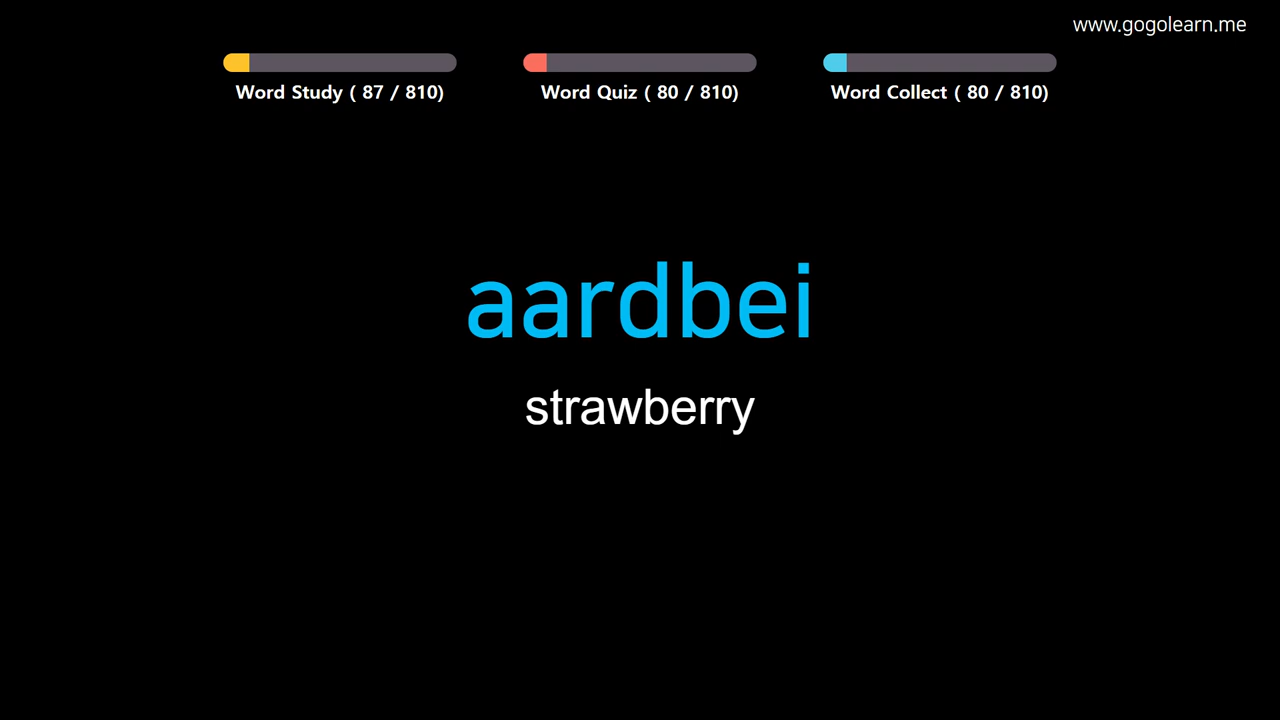 www.gogolearn.me
Word Study ( 87 / 810)
Word Quiz ( 80 / 810)
Word Collect ( 80 / 810)
aardbei
strawberry